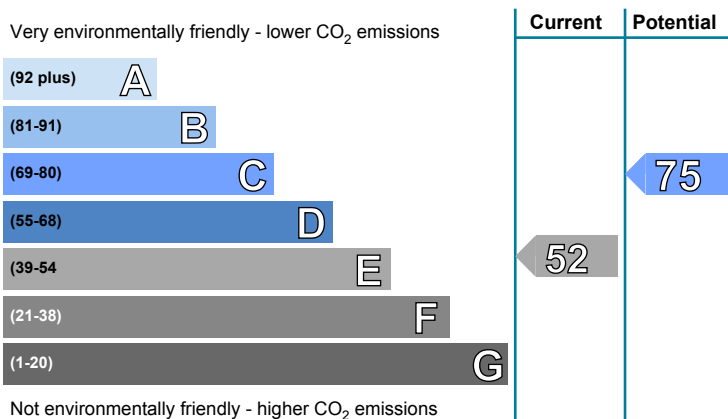 Very environmentally friendly - lower CO₂ emissions
Current
Potential
(92 plus) A
(81-91) B
(69-80) C
75
(55-68) D
(39-54 E
52
(21-38) F
(1-20) G
Not environmentally friendly - higher CO₂ emissions